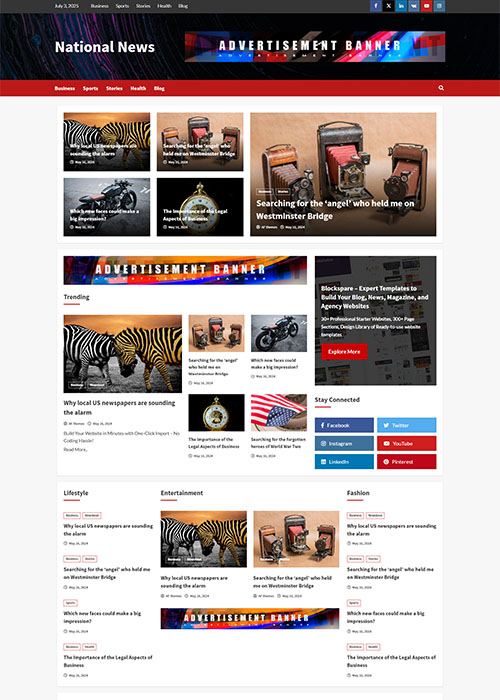 July 3, 2025
Business Sports Stories Health Blog
National News
ADVERTISEMENT BANNER
ADVERTISEMENT BANNER
Business Sports Stories Health Blog
Why local US newspapers are
sounding the alarm
May 16, 2024
Searching for the 'angel' who
held me on Westminster Bridge
May 16, 2024
Which new faces could make a
big impression?
May 16, 2024
The Importance of the Legal
Aspects of Business
May 16, 2024
Business Stories
Searching for the 'angel' who held me on
Westminster Bridge
AF themes May 16, 2024
ADVERTISEMENT BANNER
ADVERTISEMENT BANNER
Trending
Business Newsbeat
Why local US newspapers are sounding
the alarm
AF themes May 16, 2024
Build Your Website in Minutes with One-Click Import – No
Coding Hassle!
Read More..
Searching for the 'angel'
who held me on
Westminster Bridge
May 16, 2024
Which new faces could
make a big impression?
May 16, 2024
The Importance of the
Legal Aspects of Business
May 16, 2024
Searching for the forgotten
heroes of World War Two
May 16, 2024
Blockspare – Expert Templates to
Build Your Blog, News, Magazine, and
Agency Websites
30+ Professional Starter Websites, 300+ Page
Sections, Design Library of Ready-to-use website
templates
Explore More
Stay Connected
Facebook
Twitter
Instagram
YouTube
LinkedIn
Pinterest
Lifestyle
Business Newsbeat
Why local US newspapers are sounding
the alarm
May 16, 2024
Business Stories
Searching for the 'angel' who held me
on Westminster Bridge
May 16, 2024
Sports
Which new faces could make a big
impression?
May 16, 2024
Business Health
The Importance of the Legal Aspects of
Business
May 16, 2024
Entertainment
Business Newsbeat
Why local US newspapers are
sounding the alarm
AF themes May 16, 2024
Business Stories
Searching for the 'angel' who
held me on Westminster Bridge
AF themes May 16, 2024
ADVERTISEMENT BANNER
ADVERTISEMENT BANNER
Fashion
Business Newsbeat
Why local US newspapers are sounding
the alarm
May 16, 2024
Business Stories
Searching for the 'angel' who held me
on Westminster Bridge
May 16, 2024
Sports
Which new faces could make a big
impression?
May 16, 2024
Business Health
The Importance of the Legal Aspects of
Business
May 16, 2024